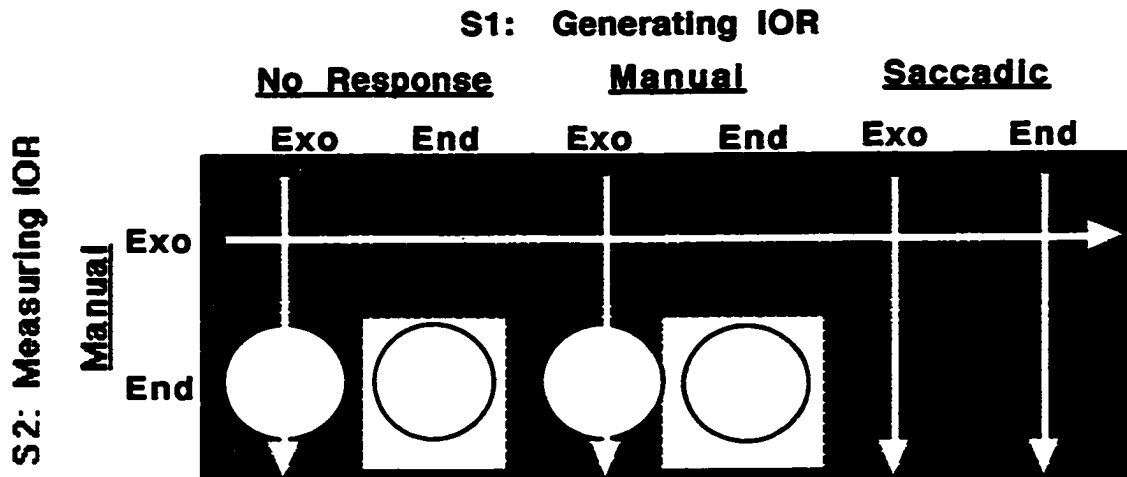 S1: Generating IOR
No Response Manual Saccadic
Exo End Exo End Exo End
S2: Measuring IOR
Manual
Exo
End